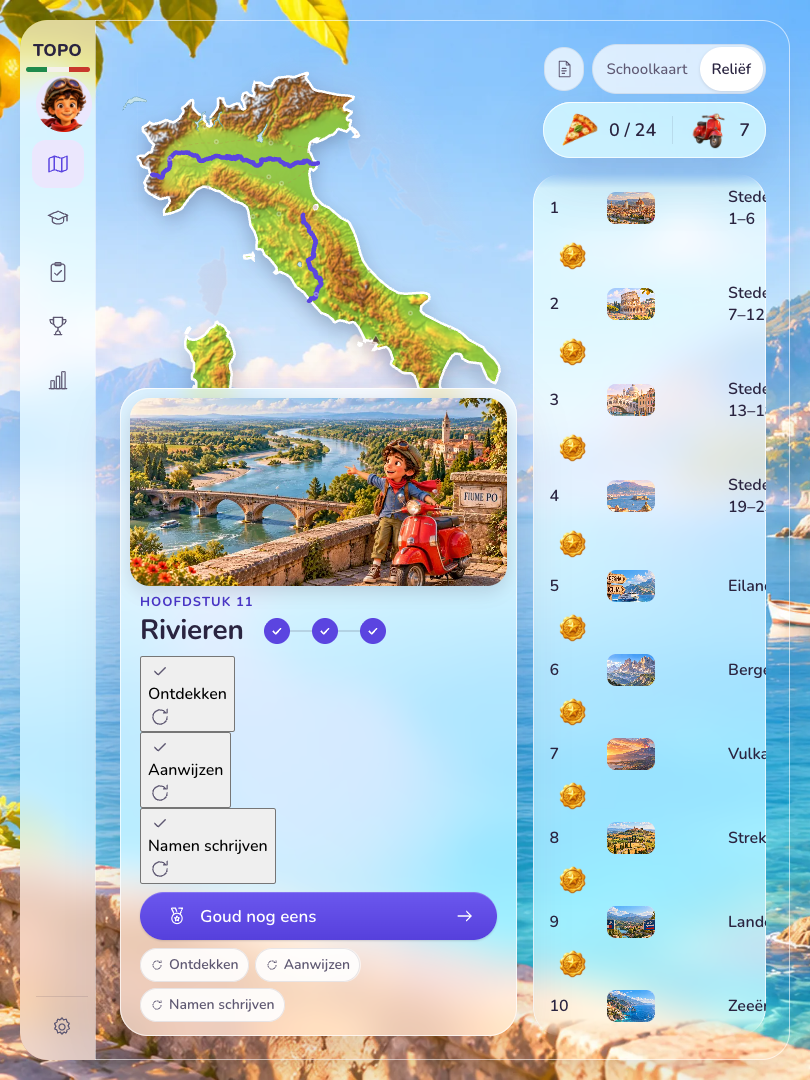 TOPO
Schoolkaart
Reliëf
0 / 24
7
1
Stede
1–6
2
Stede
7–12
3
Stede
13–1
4
Stede
19–2
5
Eiland
6
Berge
7
Vulka
8
Strek
9
Lande
10
Zeeër
FIUME PO
HOOFDSTUK 11
Rivieren
Ontdekken
Aanwijzen
Namen schrijven
Goud nog eens
Ontdekken
Aanwijzen
Namen schrijven